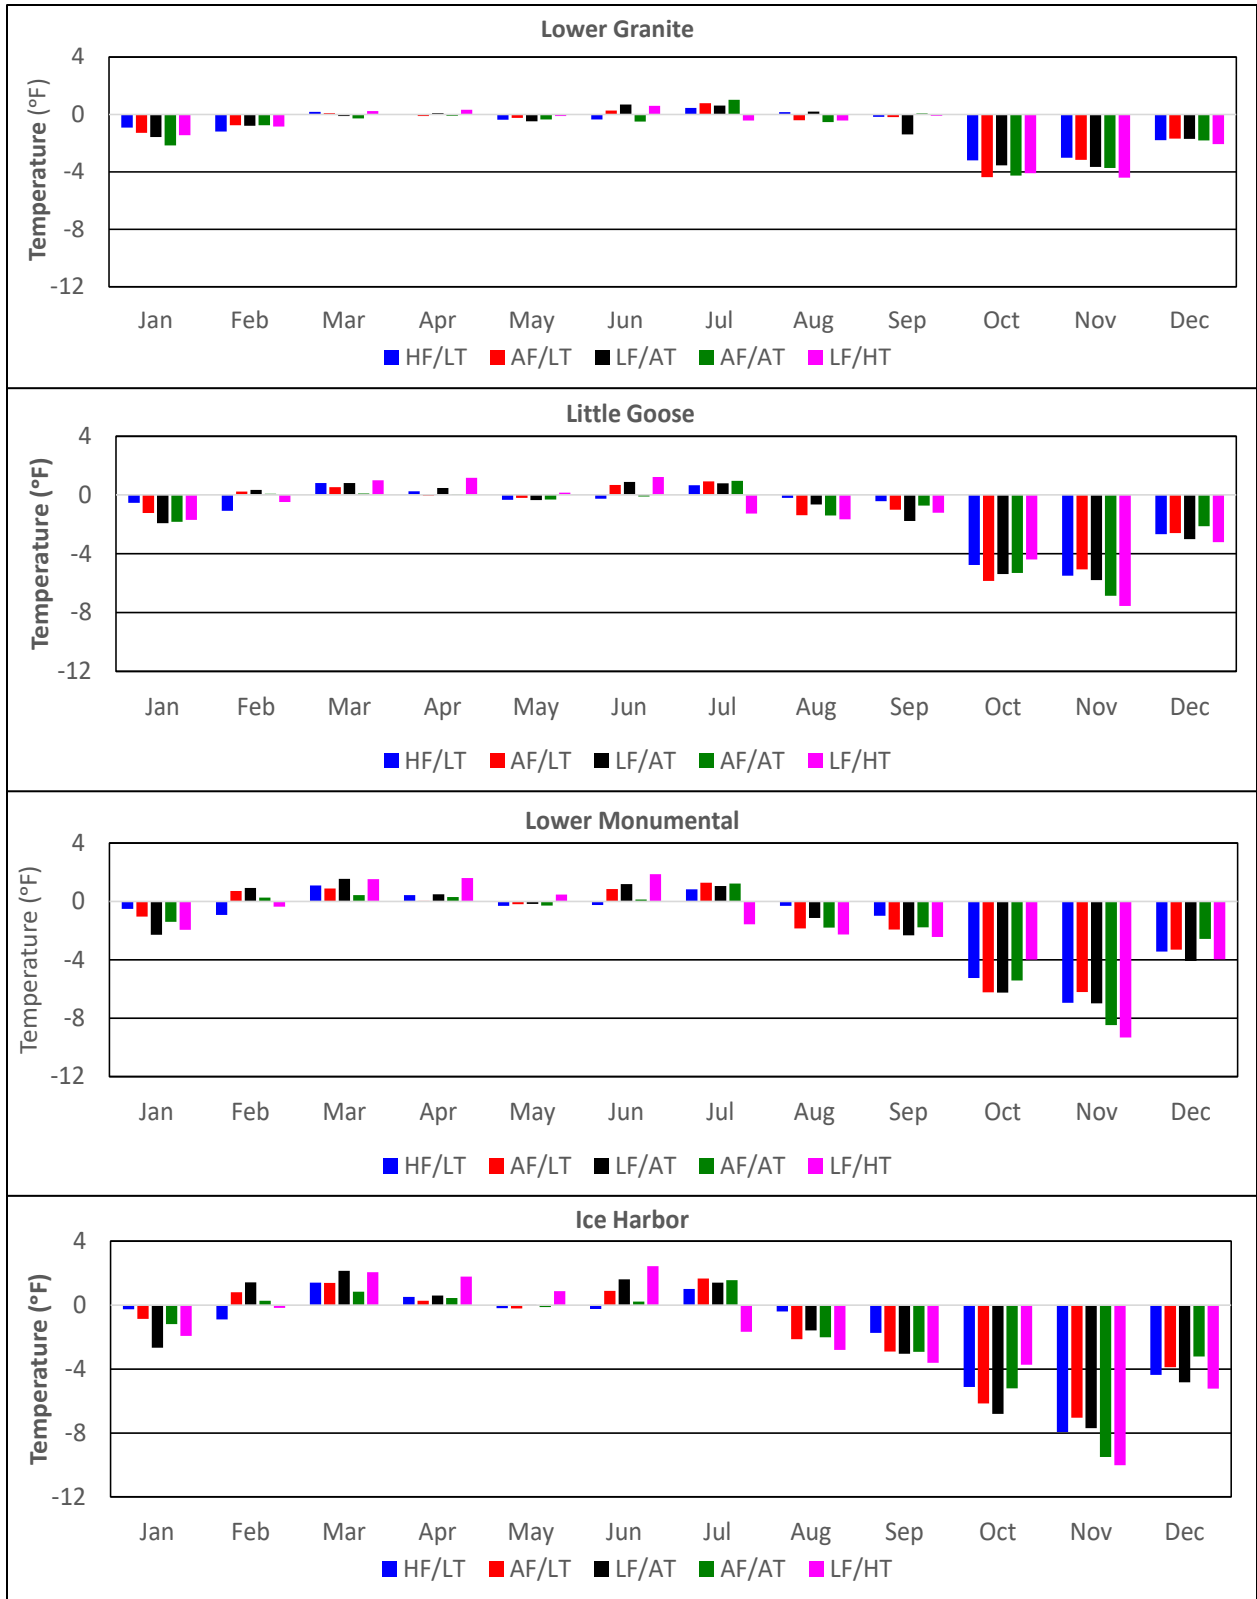 Lower Granite
Temperature (°F)
4
0
-4
-8
-12
Jan Feb Mar Apr May Jun Jul Aug Sep Oct Nov Dec
HF/LT AF/LT LF/AT AF/AT LF/HT
Little Goose
Temperature (°F)
4
0
-4
-8
-12
Jan Feb Mar Apr May Jun Jul Aug Sep Oct Nov Dec
HF/LT AF/LT LF/AT AF/AT LF/HT
Lower Monumental
Temperature (°F)
4
0
-4
-8
-12
Jan Feb Mar Apr May Jun Jul Aug Sep Oct Nov Dec
HF/LT AF/LT LF/AT AF/AT LF/HT
Ice Harbor
Temperature (°F)
4
0
-4
-8
-12
Jan Feb Mar Apr May Jun Jul Aug Sep Oct Nov Dec
HF/LT AF/LT LF/AT AF/AT LF/HT